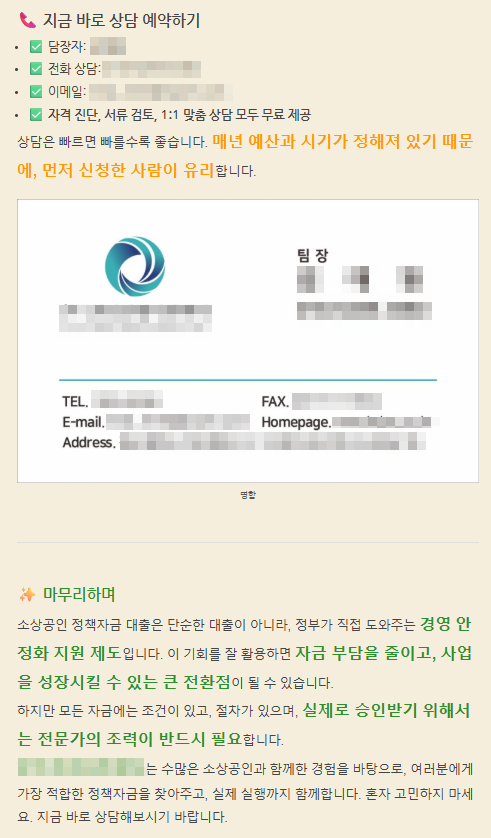 지금 바로 상담 예약하기
담장자:
전화 상담:
이메일:
자격 진단, 서류 검토, 1:1 맞춤 상담 모두 무료 제공
상담은 빠르면 빠를수록 좋습니다. 매년 예산과 시기가 정해져 있기 때문
에, 먼저 신청한 사람이 유리합니다.
팀 장
TEL.
FAX.
E-mail.
Homepage.
Address.
명함
마무리하며
소상공인 정책자금 대출은 단순한 대출이 아니라, 정부가 직접 도와주는 경영 안
정화 지원 제도입니다. 이 기회를 잘 활용하면 자금 부담을 줄이고, 사업
을 성장시킬 수 있는 큰 전환점이 될 수 있습니다.
하지만 모든 자금에는 조건이 있고, 절차가 있으며, 실제로 승인받기 위해서
는 전문가의 조력이 반드시 필요합니다.
는 수많은 소상공인과 함께한 경험을 바탕으로, 여러분에게
가장 적합한 정책자금을 찾아주고, 실제 실행까지 함께합니다. 혼자 고민하지 마세
요. 지금 바로 상담해보시기 바랍니다.